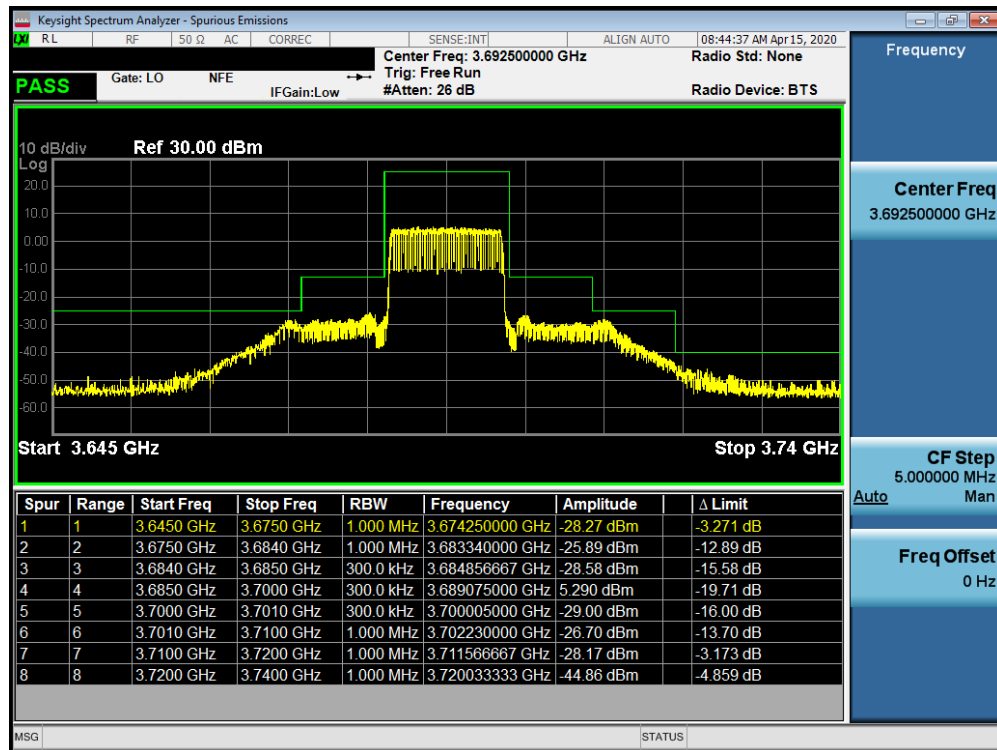 Keysight Spectrum Analyzer - Spurious Emissions
LXI RL RF 50 Ω AC CORREC SENSE:INT ALIGN AUTO 08:44:37 AM Apr 15, 2020
Center Freq: 3.692500000 GHz Radio Std: None
PASS Gate: LO NFE Trig: Free Run
IFGain:Low #Atten: 26 dB Radio Device: BTS
Frequency
10 dB/div Ref 30.00 dBm
Log
20.0
10.0
0.00
-10.0
-20.0
-30.0
-40.0
-50.0
-60.0
Start 3.645 GHz Stop 3.74 GHz
Spur Range Start Freq Stop Freq RBW Frequency Amplitude Δ Limit
1 1 3.6450 GHz 3.6750 GHz 1.000 MHz 3.674250000 GHz -28.27 dBm -3.271 dB
2 2 3.6750 GHz 3.6840 GHz 1.000 MHz 3.683340000 GHz -25.89 dBm -12.89 dB
3 3 3.6840 GHz 3.6850 GHz 300.0 kHz 3.684856667 GHz -28.58 dBm -15.58 dB
4 4 3.6850 GHz 3.7000 GHz 300.0 kHz 3.689075000 GHz 5.290 dBm -19.71 dB
5 5 3.7000 GHz 3.7010 GHz 300.0 kHz 3.700005000 GHz -29.00 dBm -16.00 dB
6 6 3.7010 GHz 3.7100 GHz 1.000 MHz 3.702230000 GHz -26.70 dBm -13.70 dB
7 7 3.7100 GHz 3.7200 GHz 1.000 MHz 3.711566667 GHz -28.17 dBm -3.173 dB
8 8 3.7200 GHz 3.7400 GHz 1.000 MHz 3.720033333 GHz -44.86 dBm -4.859 dB
Center Freq
3.692500000 GHz
CF Step
5.000000 MHz
Auto Man
Freq Offset
0 Hz
MSG STATUS